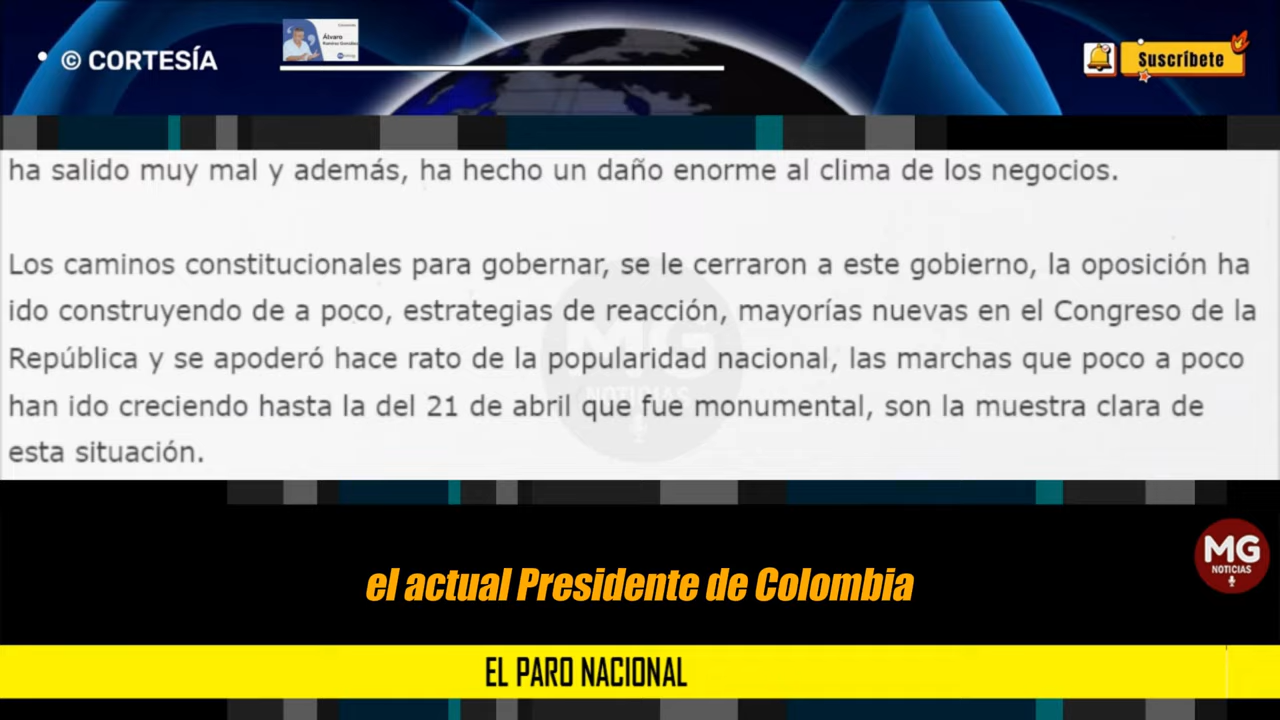 © CORTESÍA
Álvaro
Suscríbete
ha salido muy mal y además, ha hecho un daño enorme al clima de los negocios.
Los caminos constitucionales para gobernar, se le cerraron a este gobierno, la oposición ha
ido construyendo de a poco, estrategias de reacción, mayorías nuevas en el Congreso de la
República y se apoderó hace rato de la popularidad nacional, las marchas que poco a poco
han ido creciendo hasta la del 21 de abril que fue monumental, son la muestra clara de
esta situación.
MG
NOTICIAS
MG
NOTICIAS
el actual Presidente de Colombia
EL PARO NACIONAL